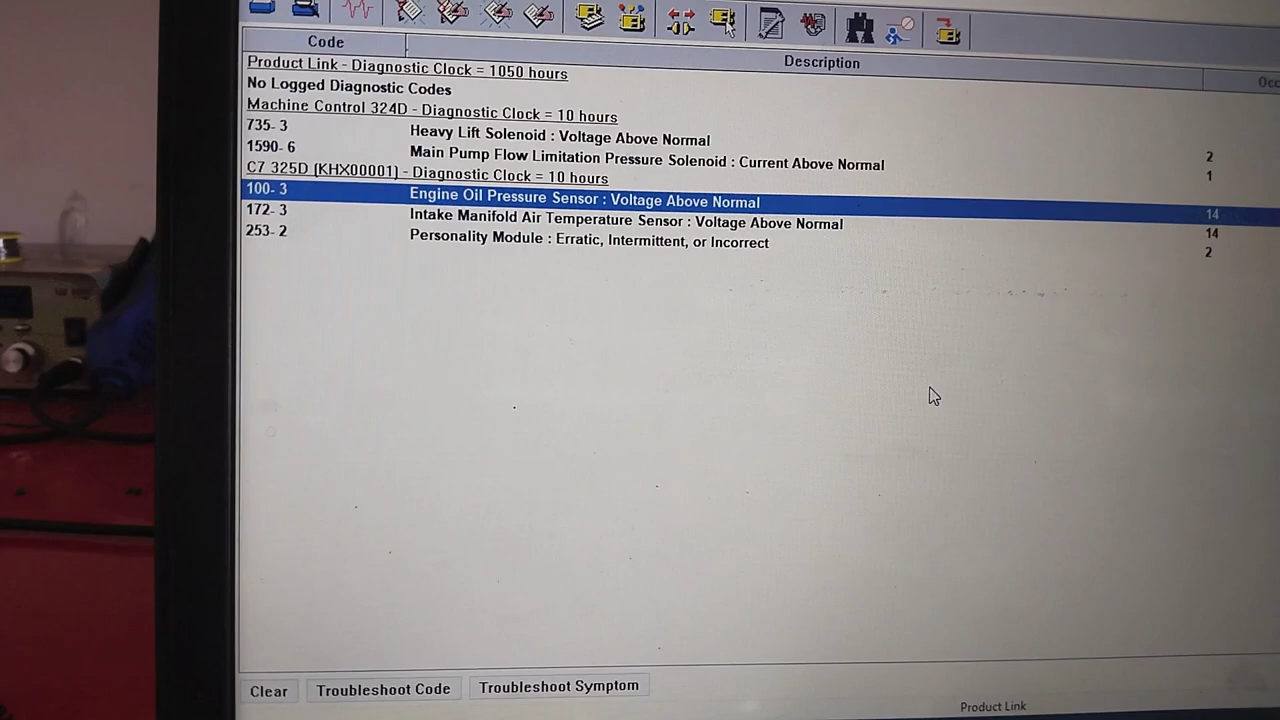 Code
Description
Product Link - Diagnostic Clock = 1050 hours
No Logged Diagnostic Codes
Machine Control 324D - Diagnostic Clock = 10 hours
735- 3 Heavy Lift Solenoid : Voltage Above Normal 2
1590- 6 Main Pump Flow Limitation Pressure Solenoid : Current Above Normal 1
C7 325D (KHX00001) - Diagnostic Clock = 10 hours
100- 3 Engine Oil Pressure Sensor : Voltage Above Normal 14
172- 3 Intake Manifold Air Temperature Sensor : Voltage Above Normal 14
253- 2 Personality Module : Erratic, Intermittent, or Incorrect 2
Clear Troubleshoot Code Troubleshoot Symptom
Product Link